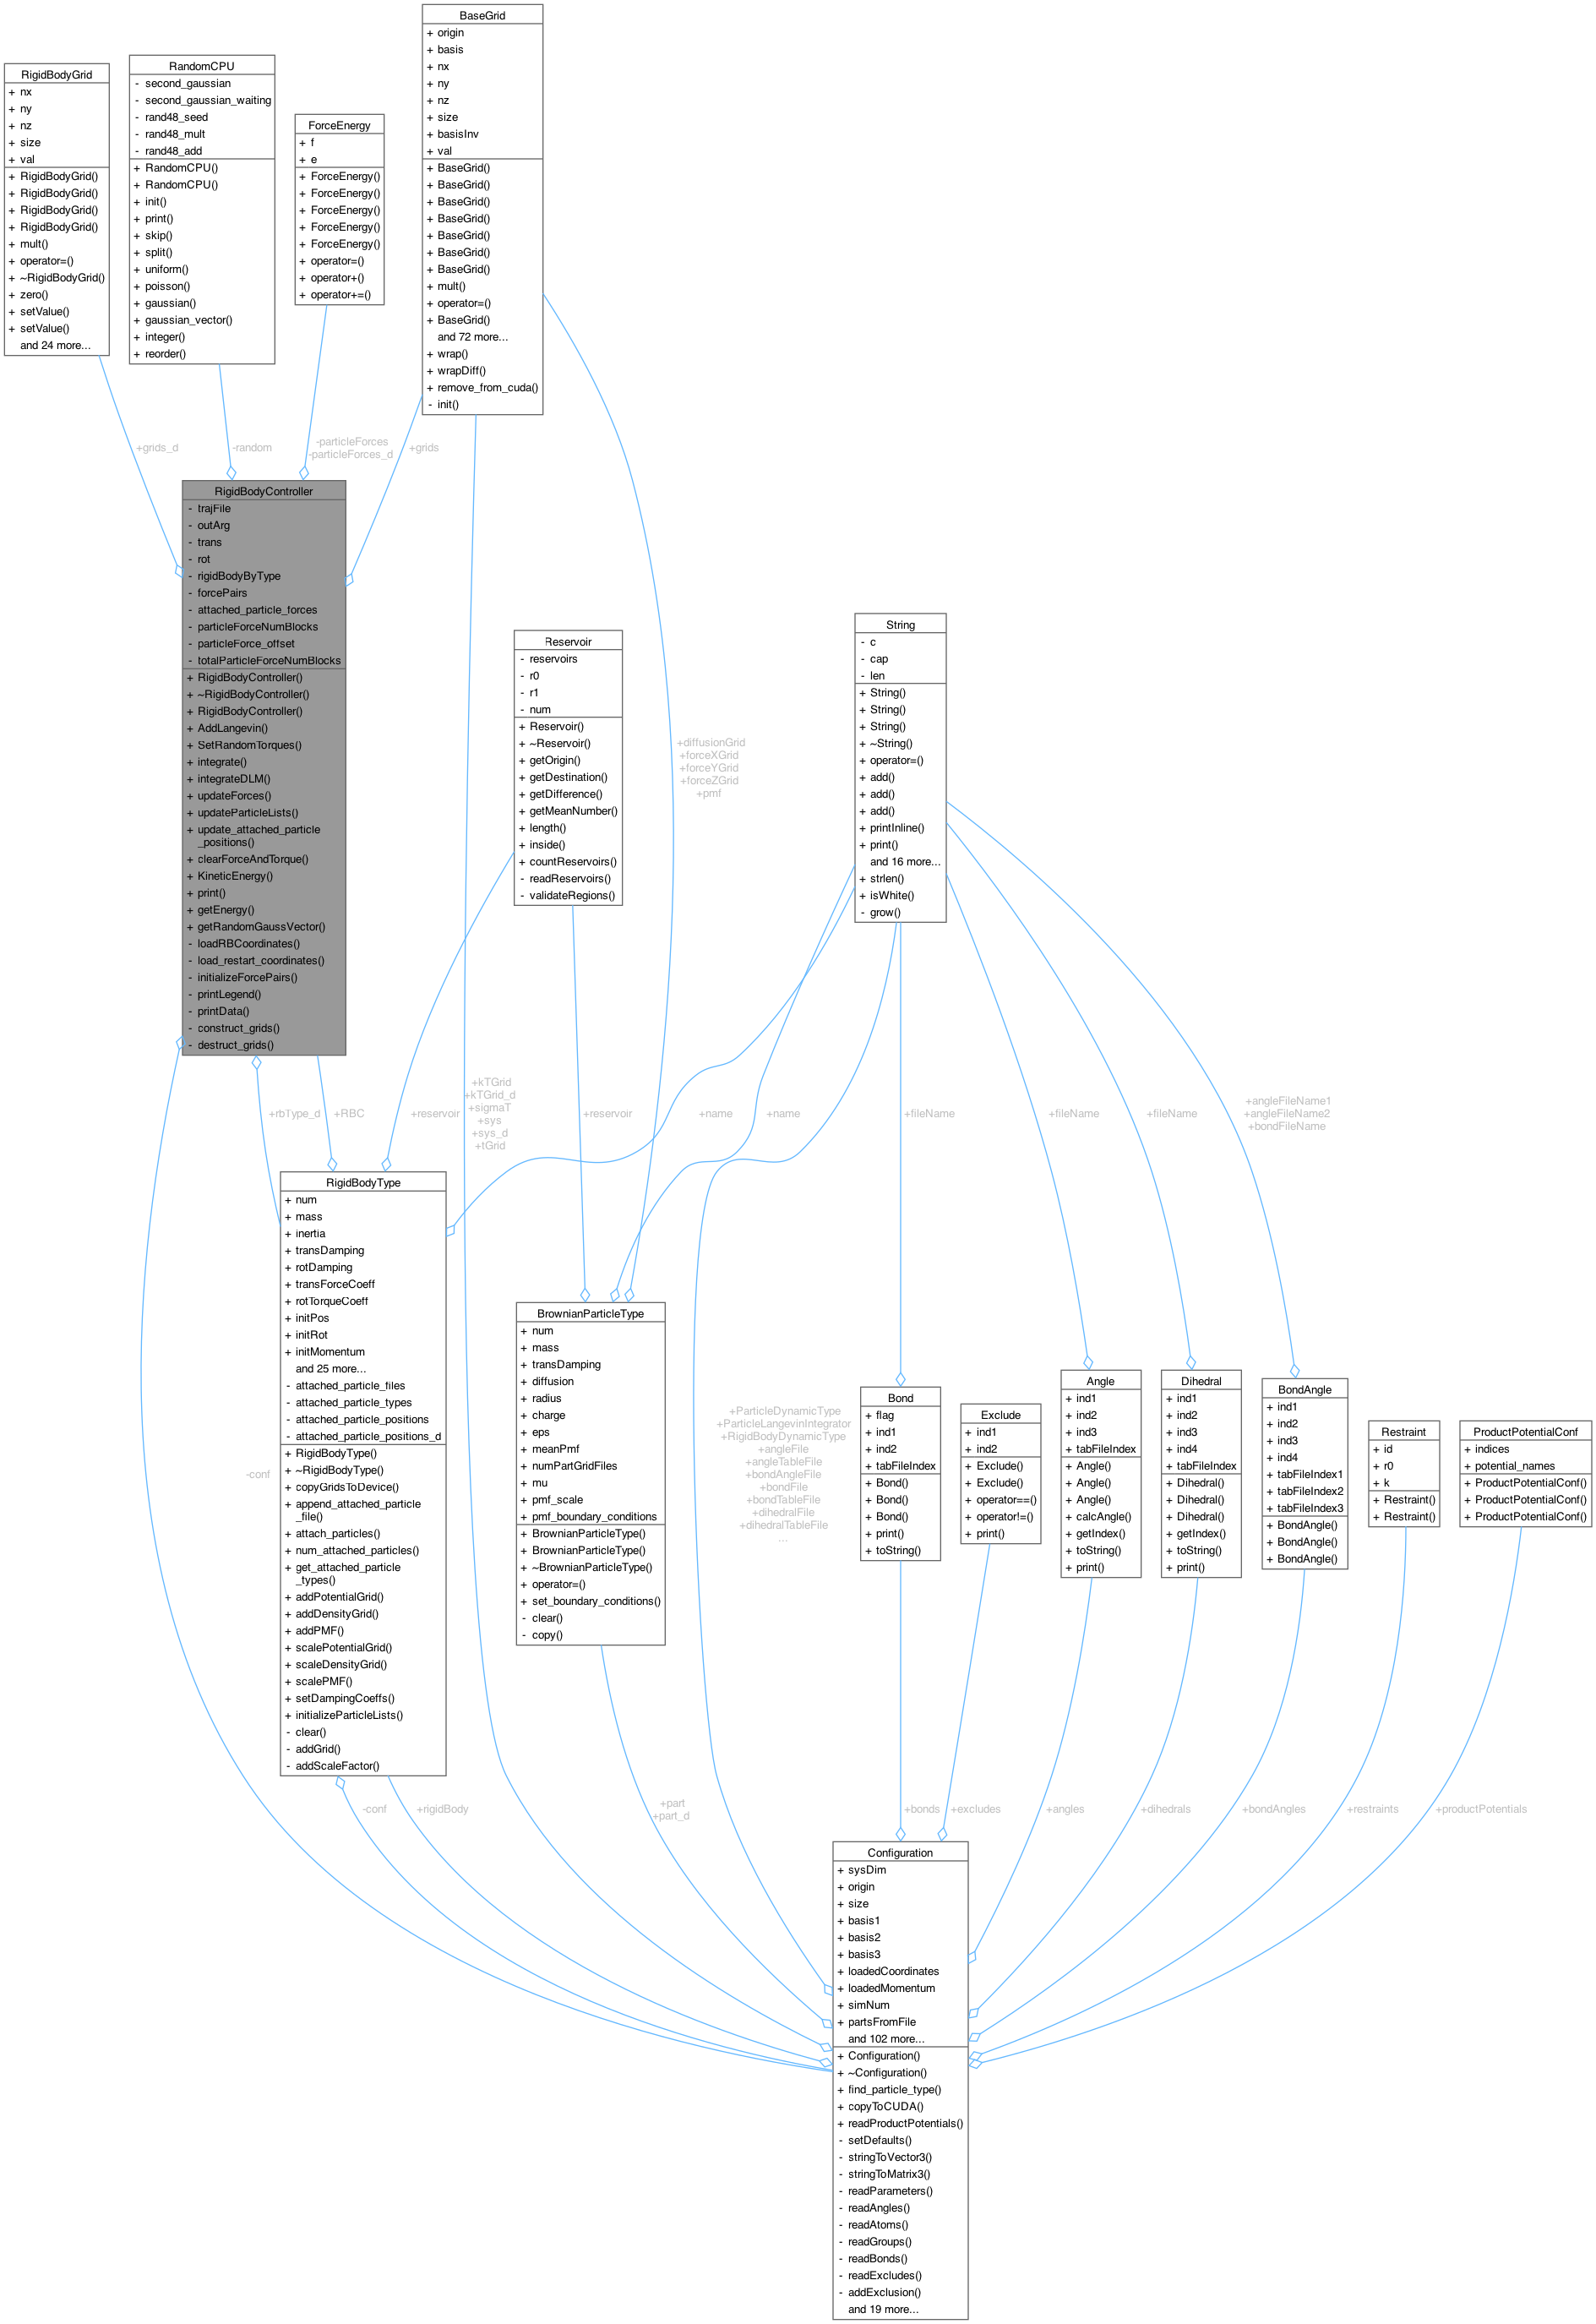 BaseGrid
+ origin
+ basis
+ nx
+ ny
+ nz
+ size
+ basisInv
+ val
+ BaseGrid()
+ BaseGrid()
+ BaseGrid()
+ BaseGrid()
+ BaseGrid()
+ BaseGrid()
+ BaseGrid()
+ mult()
+ operator=()
+ BaseGrid()
and 72 more...
+ wrap()
+ wrapDiff()
+ remove_from_cuda()
- init()
RigidBodyGrid
+ nx
+ ny
+ nz
+ size
+ val
+ RigidBodyGrid()
+ RigidBodyGrid()
+ RigidBodyGrid()
+ RigidBodyGrid()
+ mult()
+ operator=()
+ ~RigidBodyGrid()
+ zero()
+ setValue()
+ setValue()
and 24 more...
RandomCPU
- second_gaussian
- second_gaussian_waiting
- rand48_seed
- rand48_mult
- rand48_add
+ RandomCPU()
+ RandomCPU()
+ init()
+ print()
+ skip()
+ split()
+ uniform()
+ poisson()
+ gaussian()
+ gaussian_vector()
+ integer()
+ reorder()
ForceEnergy
+ f
+ e
+ ForceEnergy()
+ ForceEnergy()
+ ForceEnergy()
+ ForceEnergy()
+ ForceEnergy()
+ operator=()
+ operator+()
+ operator+=()
+grids_d
-random
-particleForces
-particleForces_d
+grids
RigidBodyController
- trajFile
- outArg
- trans
- rot
- rigidBodyByType
- forcePairs
- attached_particle_forces
- particleForceNumBlocks
- particleForce_offset
- totalParticleForceNumBlocks
+ RigidBodyController()
+ ~RigidBodyController()
+ RigidBodyController()
+ AddLangevin()
+ SetRandomTorques()
+ integrate()
+ integrateDLM()
+ updateForces()
+ updateParticleLists()
+ update_attached_particle
_positions()
+ clearForceAndTorque()
+ KineticEnergy()
+ print()
+ getEnergy()
+ getRandomGaussVector()
- loadRBCoordinates()
- load_restart_coordinates()
- initializeForcePairs()
- printLegend()
- printData()
- construct_grids()
- destruct_grids()
Reservoir
- reservoirs
- r0
- r1
- num
+ Reservoir()
+ ~Reservoir()
+ getOrigin()
+ getDestination()
+ getDifference()
+ getMeanNumber()
+ length()
+ inside()
+ countReservoirs()
- readReservoirs()
- validateRegions()
+diffusionGrid
+forceXGrid
+forceYGrid
+forceZGrid
+pmf
String
- c
- cap
- len
+ String()
+ String()
+ String()
+ ~String()
+ operator=()
+ add()
+ add()
+ add()
+ printInline()
+ print()
and 16 more...
+ strlen()
+ isWhite()
- grow()
+rbType_d
+RBC
+reservoir
+kTGrid
+kTGrid_d
+sigmaT
+sys
+sys_d
+tGrid
+reservoir
+name
+name
+fileName
+fileName
+fileName
+angleFileName1
+angleFileName2
+bondFileName
RigidBodyType
+ num
+ mass
+ inertia
+ transDamping
+ rotDamping
+ transForceCoeff
+ rotTorqueCoeff
+ initPos
+ initRot
+ initMomentum
and 25 more...
- attached_particle_files
- attached_particle_types
- attached_particle_positions
- attached_particle_positions_d
+ RigidBodyType()
+ ~RigidBodyType()
+ copyGridsToDevice()
+ append_attached_particle
_file()
+ attach_particles()
+ num_attached_particles()
+ get_attached_particle
_types()
+ addPotentialGrid()
+ addDensityGrid()
+ addPMF()
+ scalePotentialGrid()
+ scaleDensityGrid()
+ scalePMF()
+ setDampingCoeffs()
+ initializeParticleLists()
- clear()
- addGrid()
- addScaleFactor()
BrownianParticleType
+ num
+ mass
+ transDamping
+ diffusion
+ radius
+ charge
+ eps
+ meanPmf
+ numPartGridFiles
+ mu
+ pmf_scale
+ pmf_boundary_conditions
+ BrownianParticleType()
+ BrownianParticleType()
+ ~BrownianParticleType()
+ operator=()
+ set_boundary_conditions()
- clear()
- copy()
-conf
+ParticleDynamicType
+ParticleLangevinIntegrator
+RigidBodyDynamicType
+angleFile
+angleTableFile
+bondAngleFile
+bondFile
+bondTableFile
+dihedralFile
+dihedralTableFile
...
Bond
+ flag
+ ind1
+ ind2
+ tabFileIndex
+ Bond()
+ Bond()
+ Bond()
+ print()
+ toString()
Exclude
+ ind1
+ ind2
+ Exclude()
+ Exclude()
+ operator==()
+ operator!=()
+ print()
Angle
+ ind1
+ ind2
+ ind3
+ tabFileIndex
+ Angle()
+ Angle()
+ Angle()
+ calcAngle()
+ getIndex()
+ toString()
+ print()
Dihedral
+ ind1
+ ind2
+ ind3
+ ind4
+ tabFileIndex
+ Dihedral()
+ Dihedral()
+ Dihedral()
+ getIndex()
+ toString()
+ print()
BondAngle
+ ind1
+ ind2
+ ind3
+ ind4
+ tabFileIndex1
+ tabFileIndex2
+ tabFileIndex3
+ BondAngle()
+ BondAngle()
+ BondAngle()
Restraint
+ id
+ r0
+ k
+ Restraint()
+ Restraint()
ProductPotentialConf
+ indices
+ potential_names
+ ProductPotentialConf()
+ ProductPotentialConf()
+ ProductPotentialConf()
-conf
+rigidBody
+part
+part_d
+bonds
+excludes
+angles
+dihedrals
+bondAngles
+restraints
+productPotentials
Configuration
+ sysDim
+ origin
+ size
+ basis1
+ basis2
+ basis3
+ loadedCoordinates
+ loadedMomentum
+ simNum
+ partsFromFile
and 102 more...
+ Configuration()
+ ~Configuration()
+ find_particle_type()
+ copyToCUDA()
+ readProductPotentials()
- setDefaults()
- stringToVector3()
- stringToMatrix3()
- readParameters()
- readAngles()
- readAtoms()
- readGroups()
- readBonds()
- readExcludes()
- addExclusion()
and 19 more...